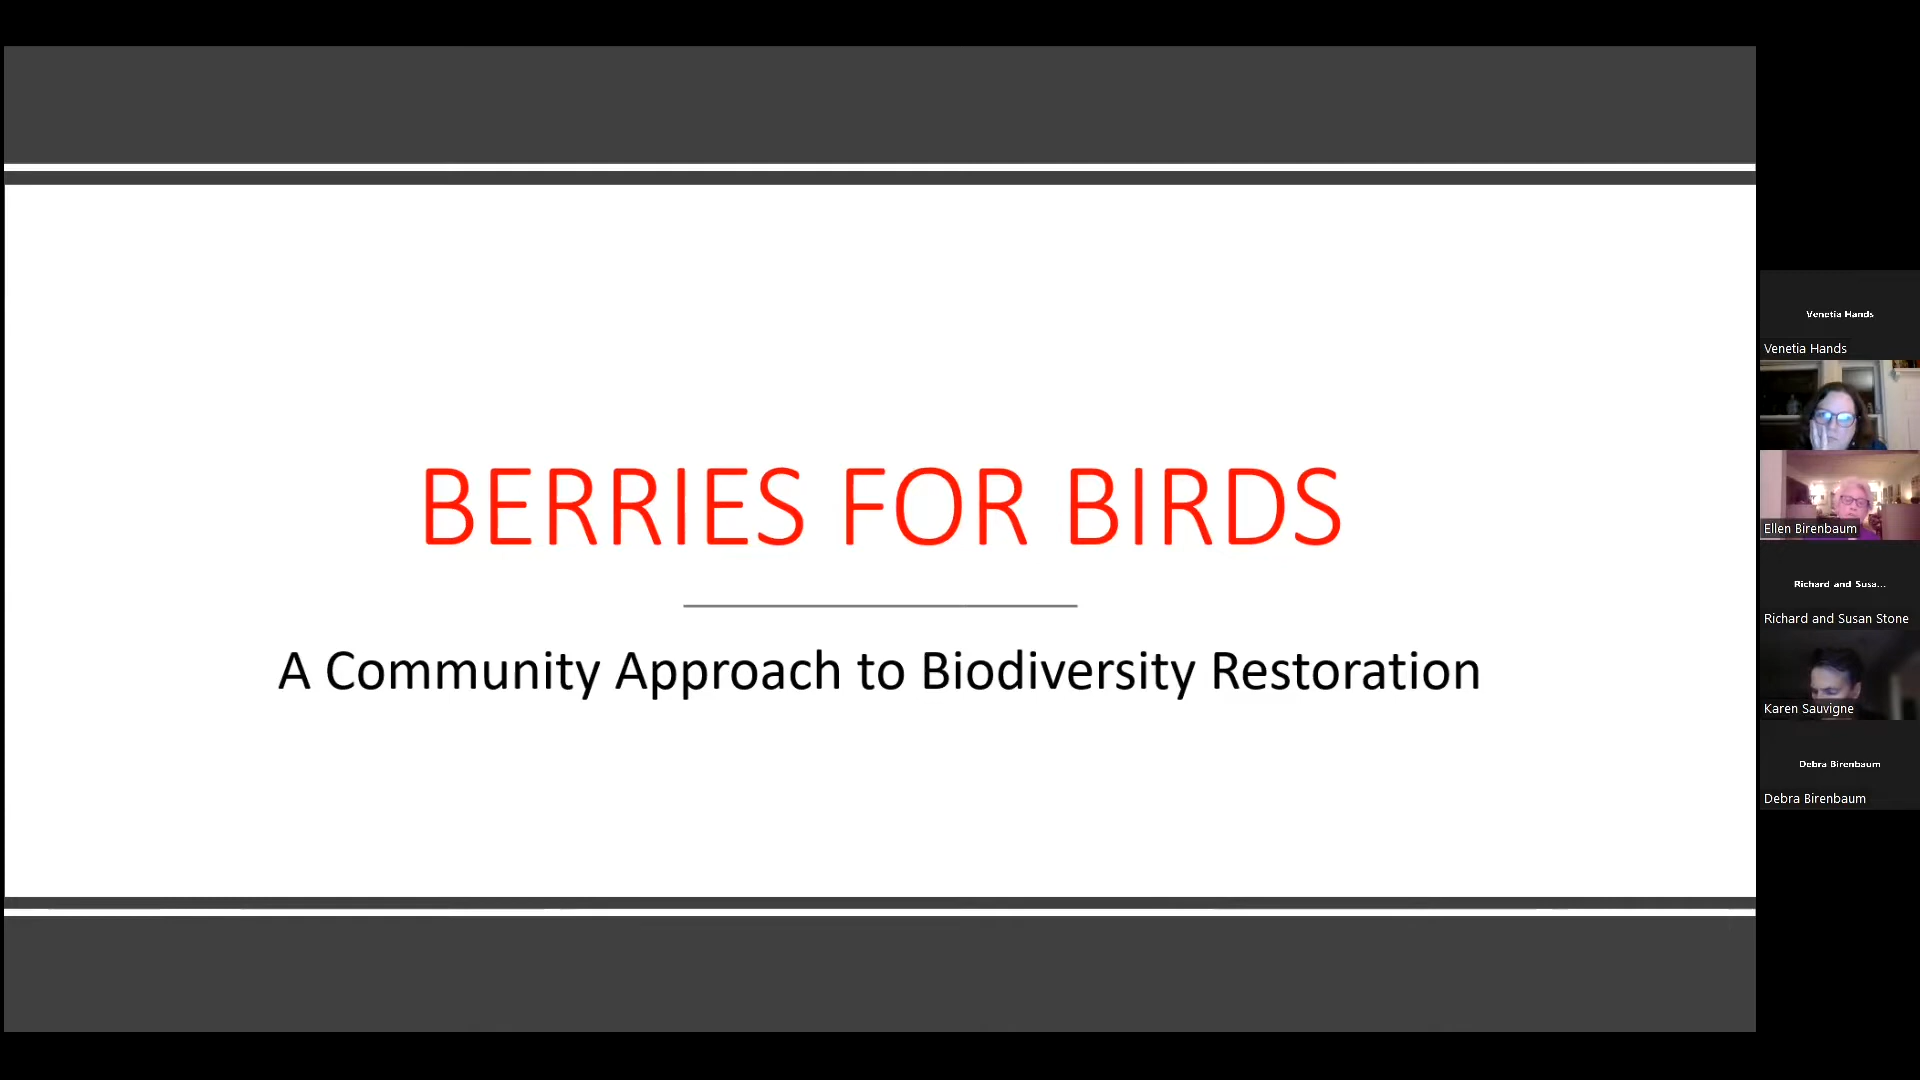 BERRIES FOR BIRDS
A Community Approach to Biodiversity Restoration
Venetia Hands
Venetia Hands
Ellen Birenbaum
Richard and Susa...
Richard and Susan Stone
Karen Sauvigne
Debra Birenbaum
Debra Birenbaum